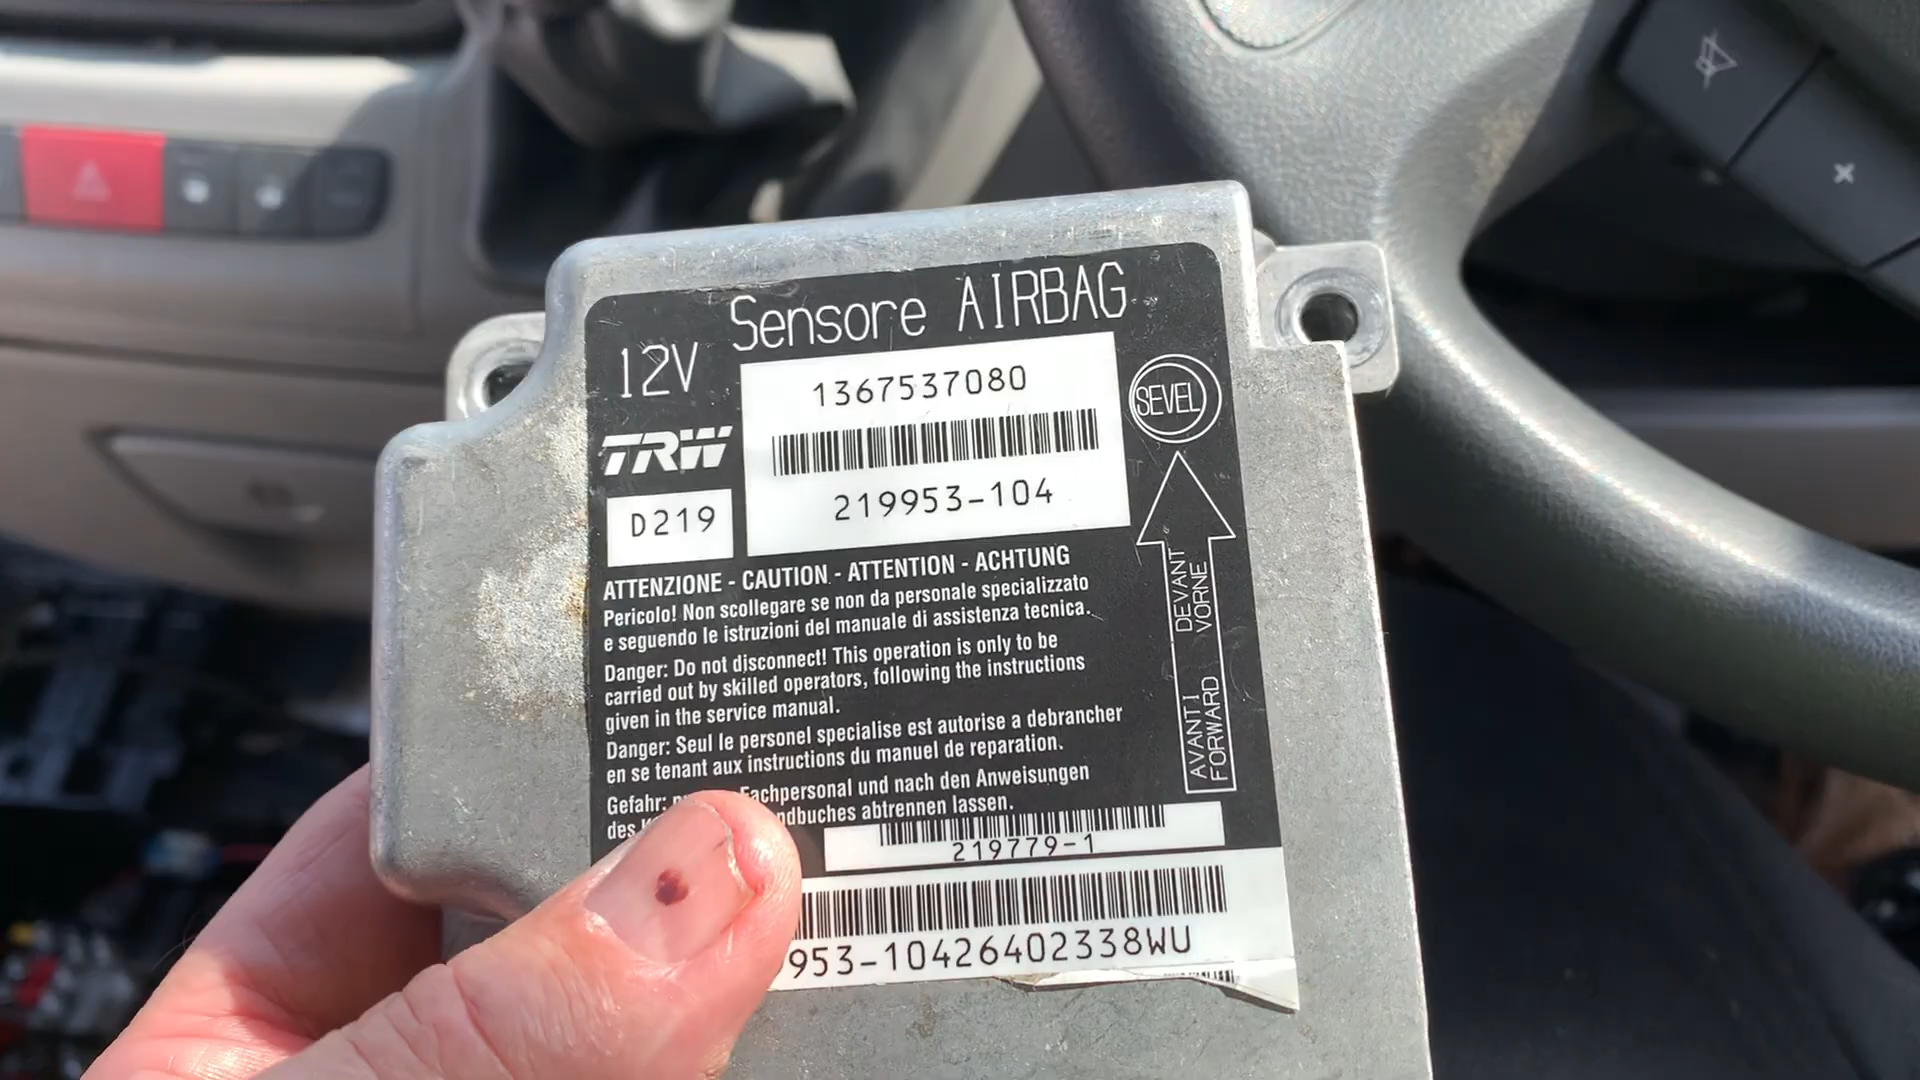 Sensore AIRBAG
12V
1367537080
SEVEL
TRW
219953-104
D219
DEVANT
VORNE
AVANTI
FORWARD
ATTENZIONE - CAUTION - ATTENTION - ACHTUNG
Pericolo! Non scollegare se non da personale specializzato
e seguendo le istruzioni del manuale di assistenza tecnica.
Danger: Do not disconnect! This operation is only to be
carried out by skilled operators, following the instructions
given in the service manual.
Danger: Seul le personel specialise est autorise a debrancher
en se tenant aux instructions du manuel de reparation.
Gefahr: Fachpersonal und nach den Anweisungen
des ndbuches abtrennen lassen.
219779-1
953-10426402338WU